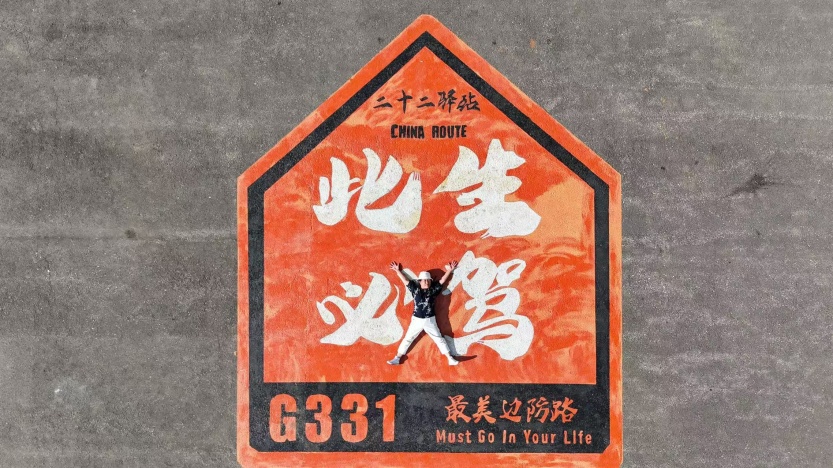 二十二驿站
CHINA ROUTE
此生
必驾
G331
最美边防路
Must Go In Your Life